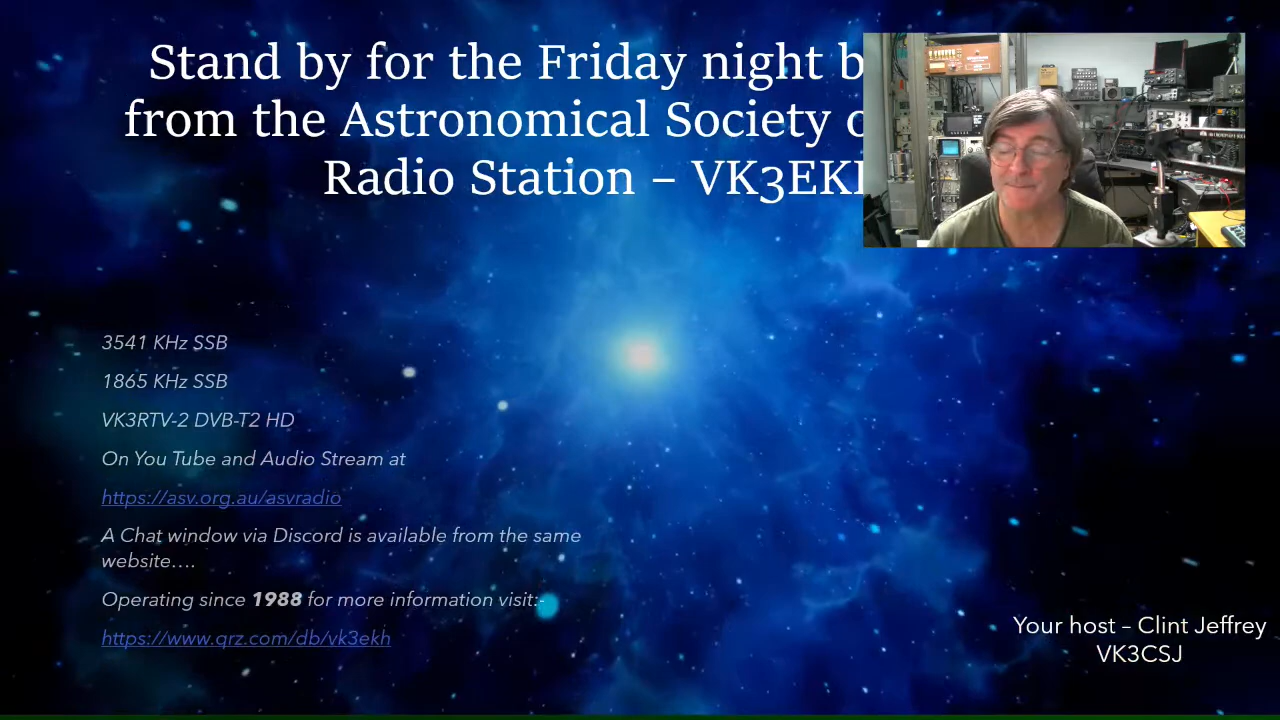 Stand by for the Friday night
from the Astronomical Society
Radio Station –
3541 KHz SSB
1865 KHz SSB
VK3RTV-2 DVB-T2 HD
On You Tube and Audio Stream at
https://asv.org.au/asvradio
A Chat window via Discord is available from the same
website….
Operating since 1988 for more information visit:-
https://www.qrz.com/db/vk3ekh
Your host – Clint Jeffrey
VK3CSJ